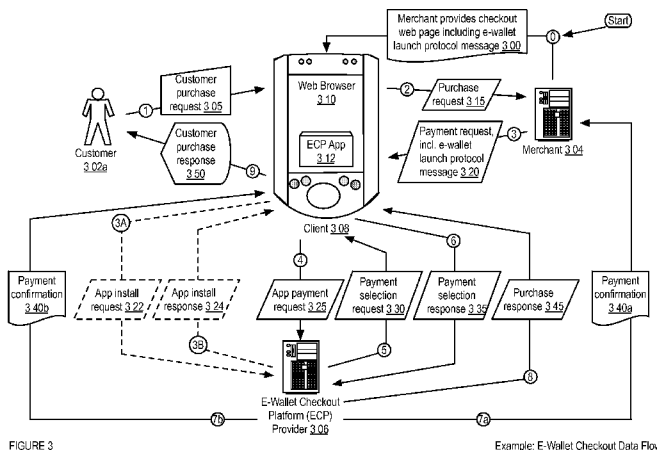 Merchant provides checkout
web page including e-wallet
launch protocol message 3.00
0
Start
Customer
purchase
request 3.05
1
Web Browser
3.10
2
Purchase
request 3.15
Customer
3.02a
Customer
purchase
response
3.50
9
ECP App
3.12
Payment request,
incl. e-wallet
launch protocol
message 3.20
3
Merchant 3.04
Client 3.08
3A
4
6
Payment
confirmation
3.40b
App install
request 3.22
App install
response 3.24
App payment
request 3.25
Payment
selection
request 3.30
Payment
selection
response 3.35
Purchase
response 3.45
Payment
confirmation
3.40a
3B
5
8
E-Wallet Checkout
Platform (ECP)
Provider 3.06
7b
7a
FIGURE 3
Example: E-Wallet Checkout Data Flow